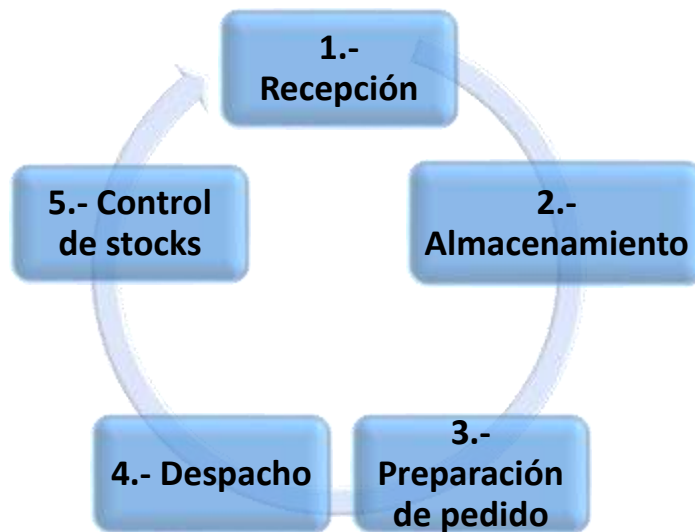 1.-
Recepción
2.-
Almacenamiento
3.-
Preparación
de pedido
4.- Despacho
5.- Control
de stocks